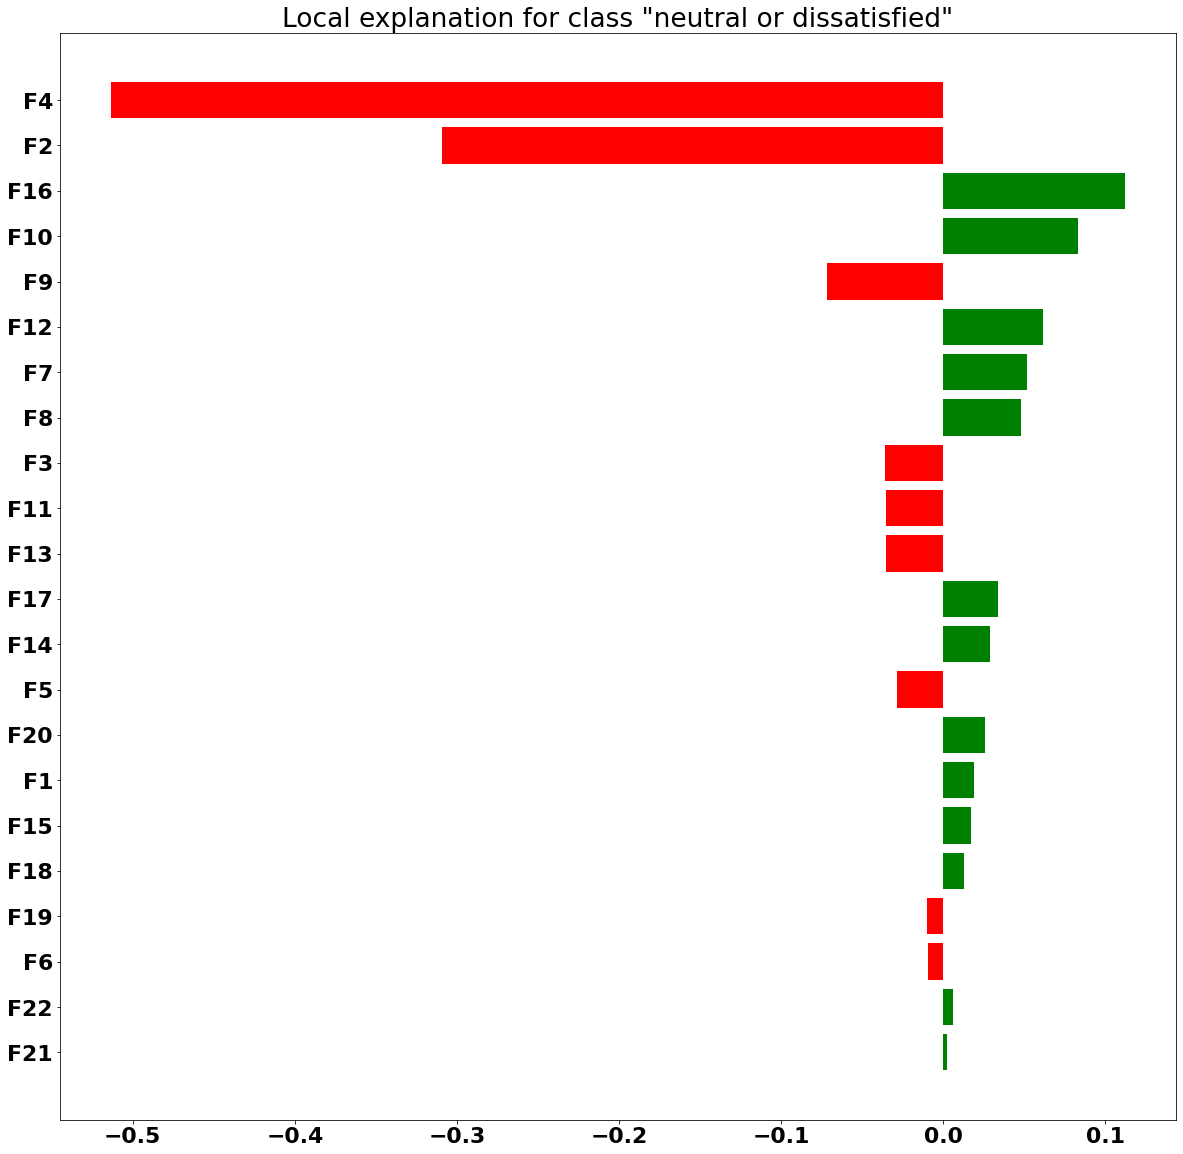 Local explanation for class "neutral or dissatisfied"
F4
F2
F16
F10
F9
F12
F7
F8
F3
F11
F13
F17
F14
F5
F20
F1
F15
F18
F19
F6
F22
F21
−0.5 −0.4 −0.3 −0.2 −0.1 0.0 0.1